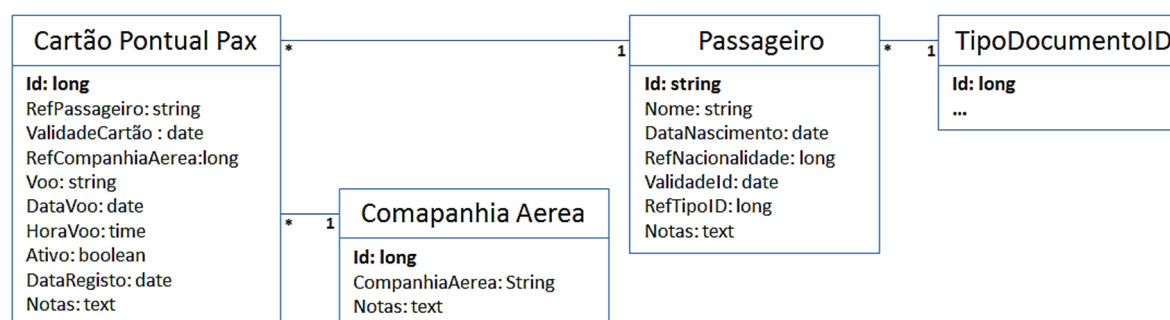 Cartão Pontual Pax
Id: long
RefPassageiro: string
ValidadeCartão : date
RefCompanhiaAerea:long
Voo: string
DataVoo: date
HoraVoo: time
Ativo: boolean
DataRegisto: date
Notas: text
*
1
*
1
Comapanhia Aerea
Id: long
CompanhiaAerea: String
Notas: text
Passageiro
Id: string
Nome: string
DataNascimento: date
RefNacionalidade: long
ValidadeId: date
RefTipoID: long
Notas: text
*
1
TipoDocumentoID
Id: long
...